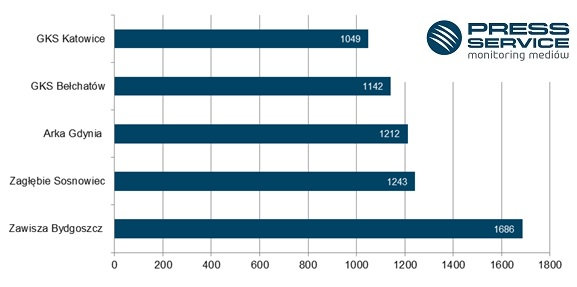 PRESS
SERVICE
monitoring mediów
GKS Katowice 1049
GKS Bełchatów 1142
Arka Gdynia 1212
Zagłębie Sosnowiec 1243
Zawisza Bydgoszcz 1686
0 200 400 600 800 1000 1200 1400 1600 1800